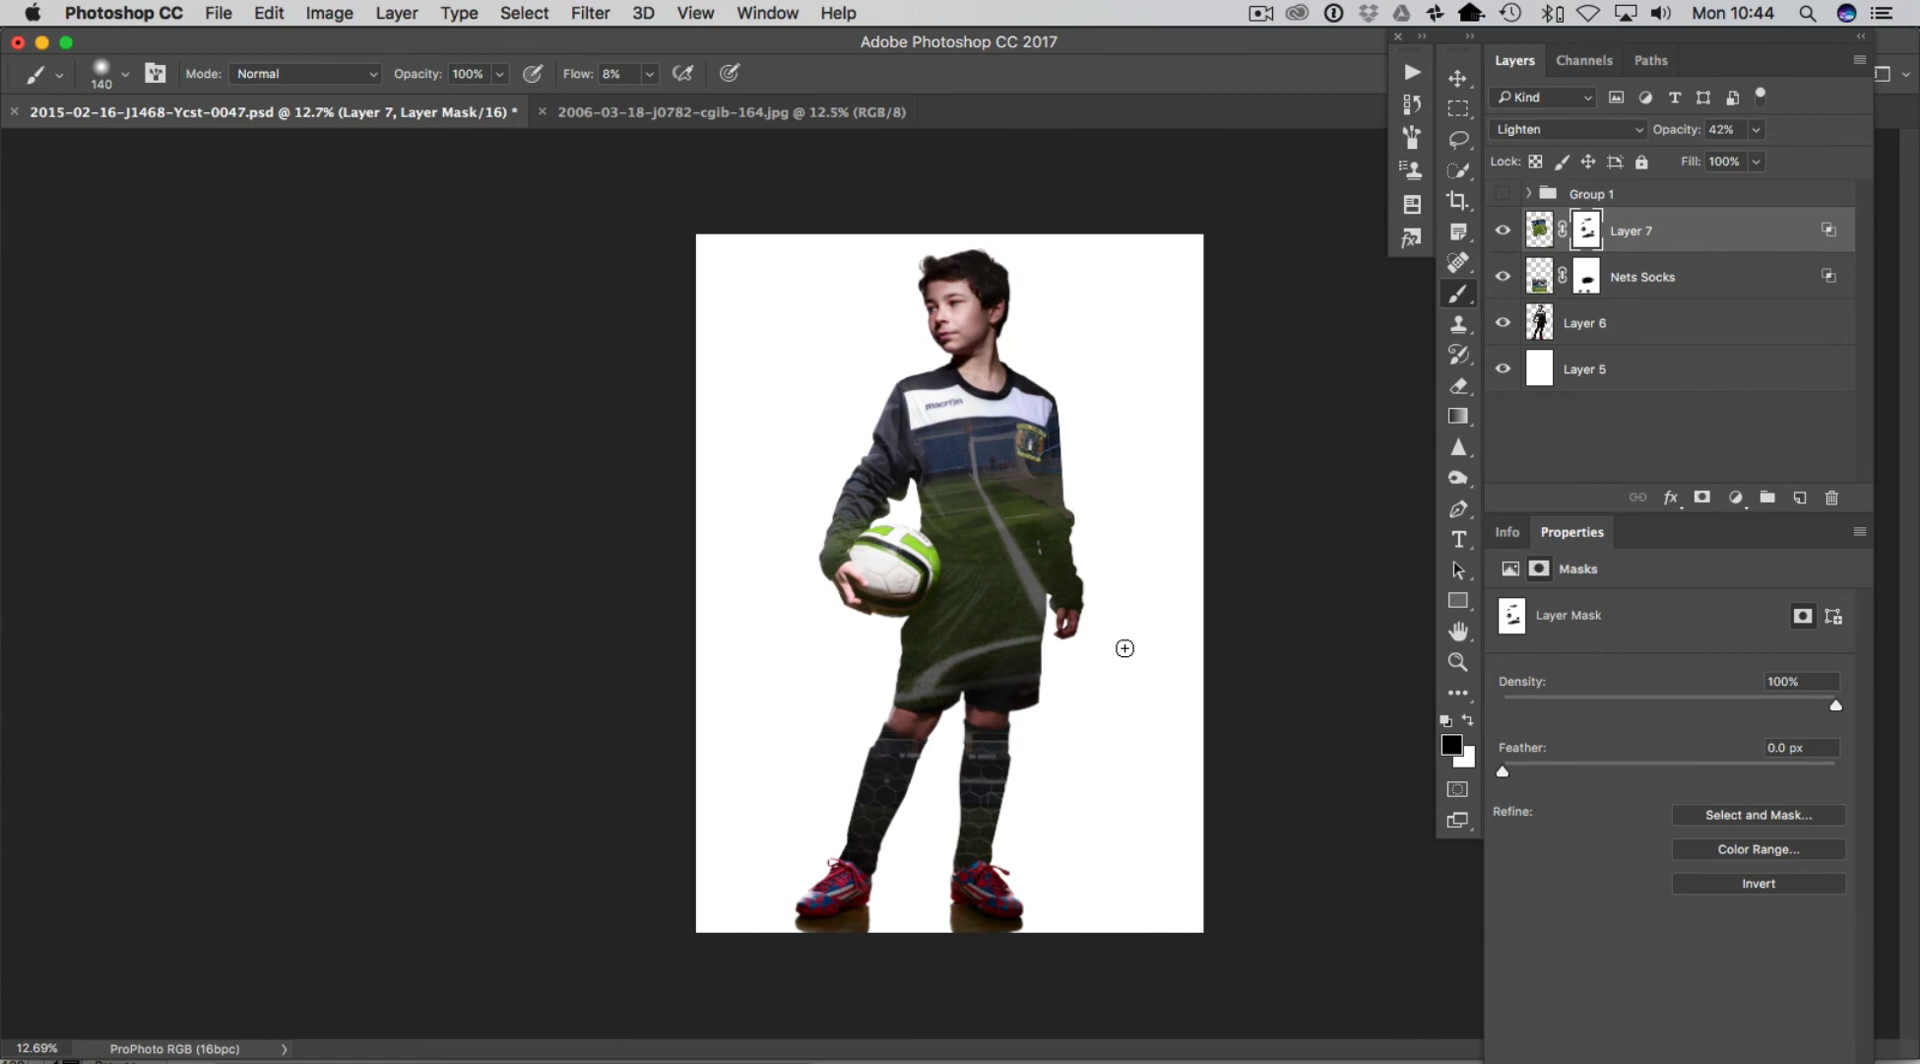 Photoshop CC File Edit Image Layer Type Select Filter 3D View Window Help Mon 10:44
Adobe Photoshop CC 2017
140 Mode: Normal Opacity: 100% Flow: 8%
2015-02-16-J1468-Ycst-0047.psd @ 12.7% (Layer 7, Layer Mask/16) * 2006-03-18-j0782-cgib-164.jpg @ 12.5% (RGB/8)
Layers Channels Paths
Kind
Lighten Opacity: 42%
Lock: Fill: 100%
Group 1
Layer 7
Nets Socks
Layer 6
Layer 5
macron
fx
Info Properties
Masks
Layer Mask
Density: 100%
Feather: 0.0 px
Refine: Select and Mask...
Color Range...
Invert
12.69% ProPhoto RGB (16bpc)